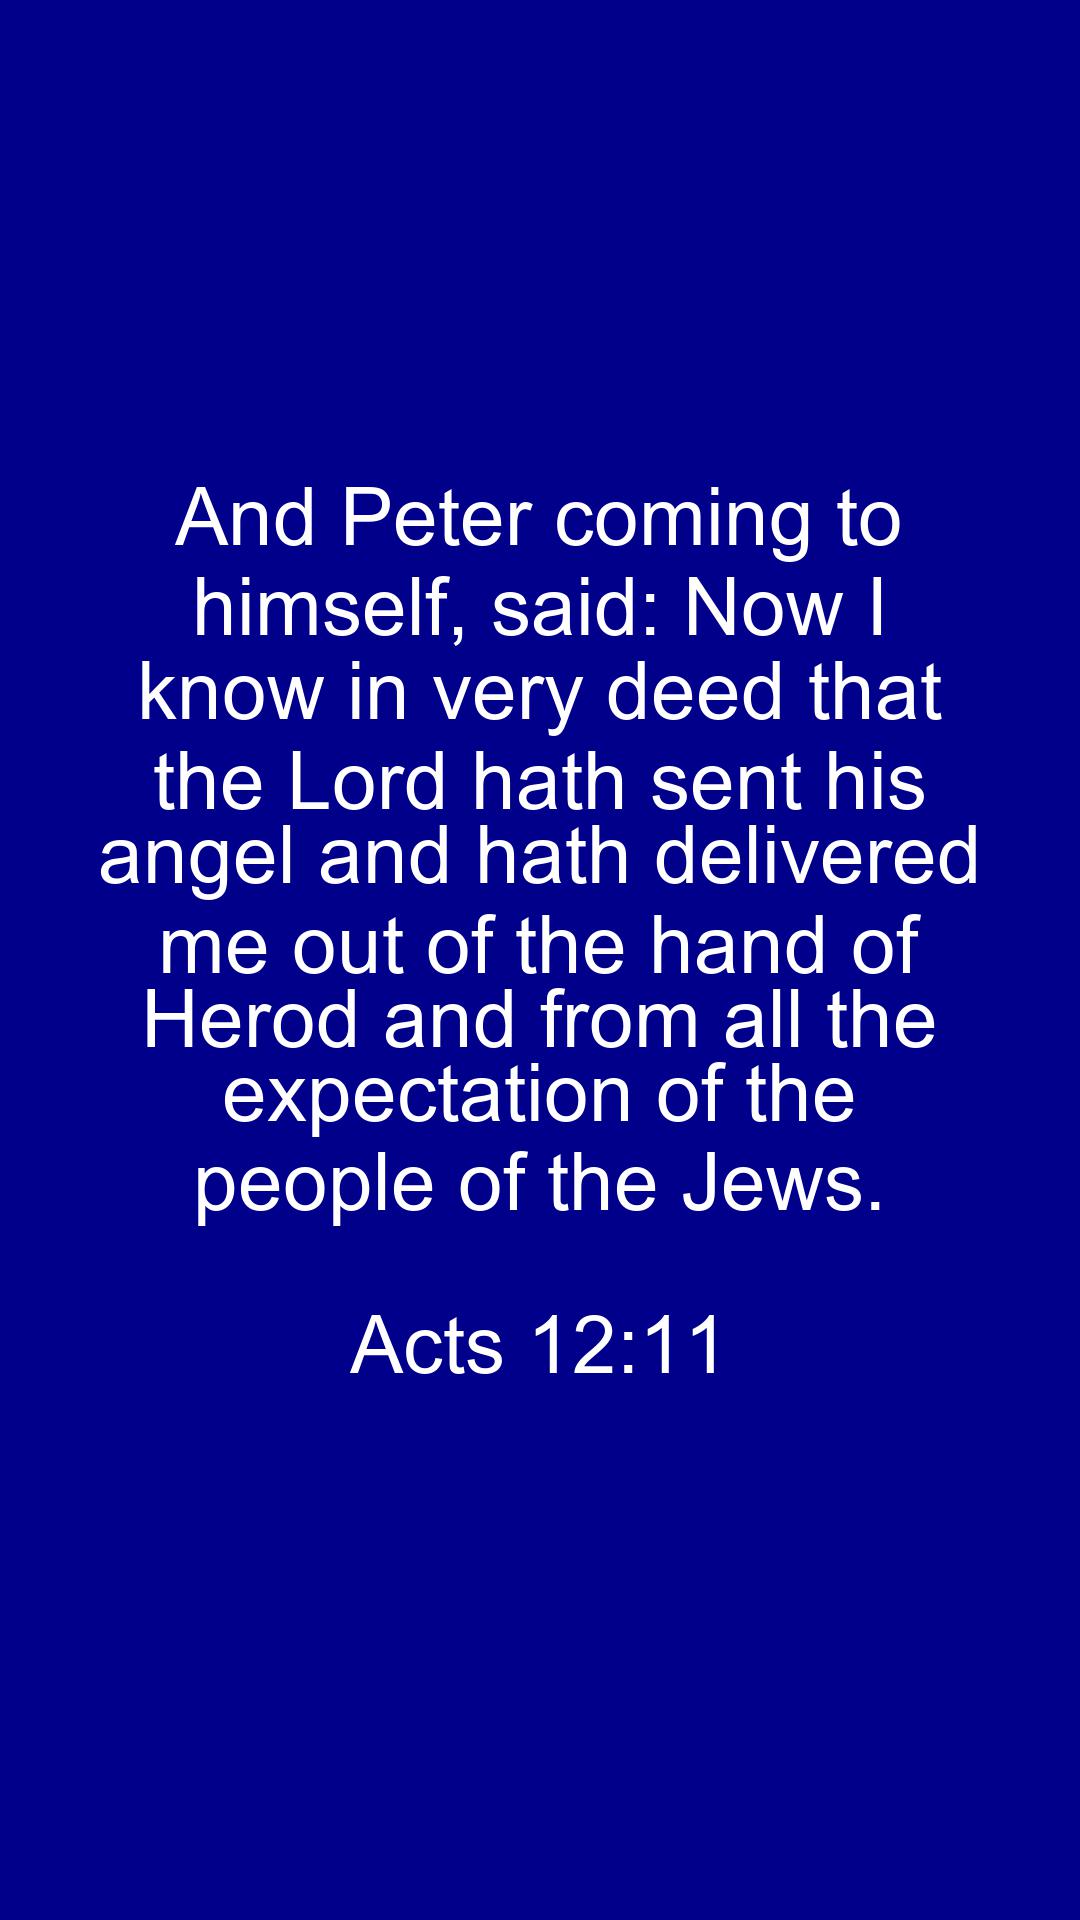 And Peter coming to
himself, said: Now I
know in very deed that
the Lord hath sent his
angel and hath delivered
me out of the hand of
Herod and from all the
expectation of the
people of the Jews.
Acts 12:11